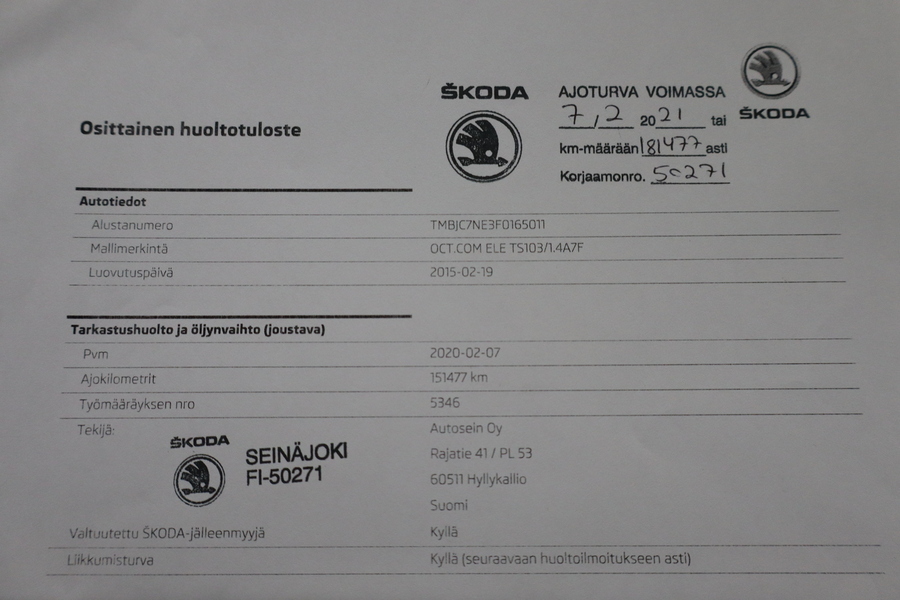 ŠKODA
AJOTURVA VOIMASSA
7,2 2021 tai
km-määrään 181477 asti
Korjaamonro. 50271
ŠKODA
Osittainen huoltotuloste
Autotiedot
Alustanumero TMBJC7NE3F0165011
Mallimerkintä OCT.COM ELE TS103/1.4A7F
Luovutuspäivä 2015-02-19
Tarkastushuolto ja öljynvaihto (joustava)
Pvm 2020-02-07
Ajokilometrit 151477 km
Työmääräyksen nro 5346
Tekijä: Autosein Oy
Rajatie 41 / PL 53
60511 Hyllykallio
Suomi
ŠKODA
SEINÄJOKI
FI-50271
Valtuutettu ŠKODA-jälleenmyyjä Kyllä
Liikkumisturva Kyllä (seuraavaan huoltoilmoitukseen asti)